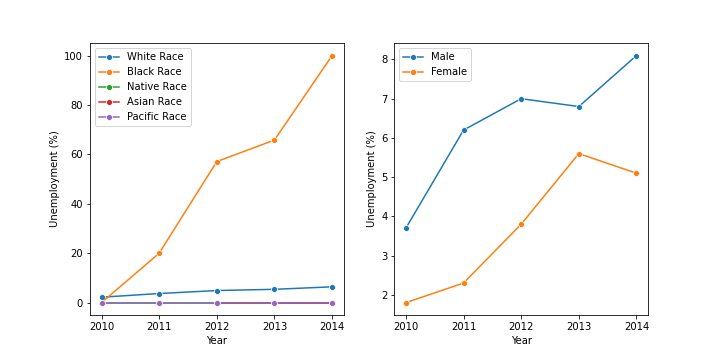 White Race
Black Race
Native Race
Asian Race
Pacific Race
Unemployment (%)
100
80
60
40
20
0
2010 2011 2012 2013 2014
Year
Male
Female
Unemployment (%)
8
7
6
5
4
3
2
2010 2011 2012 2013 2014
Year